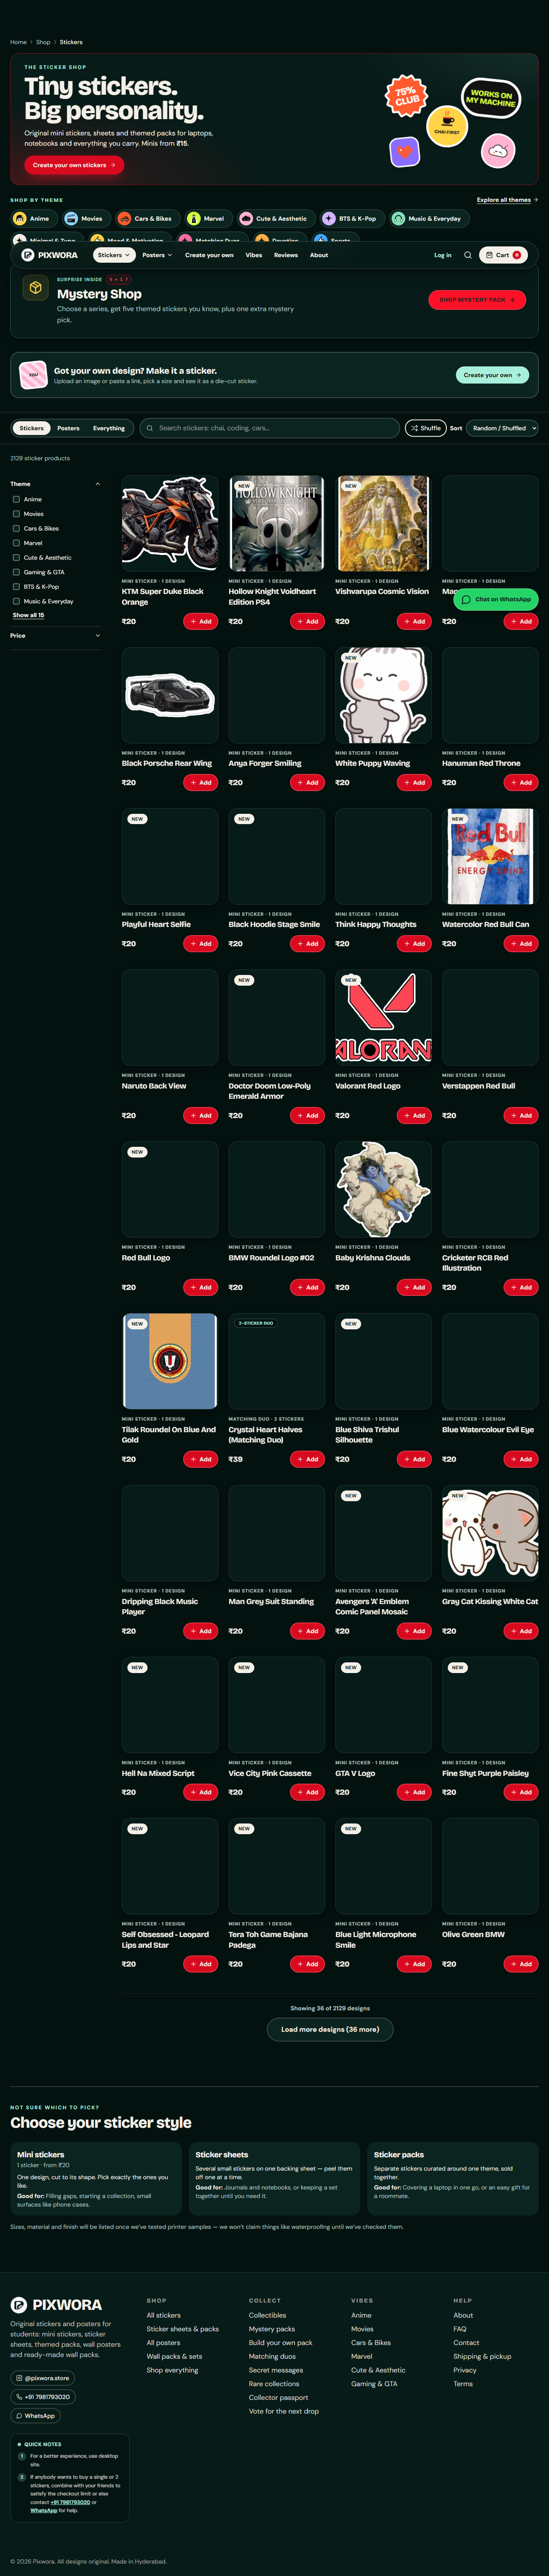 Home > Shop > Stickers
THE STICKER SHOP
Tiny stickers.
Big personality.
Original mini stickers, sheets and themed packs for laptops,
notebooks and everything you carry. Minis from ₹15.
Create your own stickers →
75%
CLUB
WORKS ON
MY MACHINE
CHAI FIRST
SHOP BY THEME
Explore all themes →
Anime
Movies
Cars & Bikes
Marvel
Cute & Aesthetic
BTS & K-Pop
Music & Everyday
PIXWORA
Stickers
Posters
Create your own
Vibes
Reviews
About
Log in
Cart
0
SURPRISE INSIDE
Mystery Shop
Choose a series, get five themed stickers you know, plus one extra mystery
pick.
SHOP MYSTERY PACK →
YOU
Got your own design? Make it a sticker.
Upload an image or paste a link, pick a size and see it as a die-cut sticker.
Create your own →
Stickers
Posters
Everything
Search stickers: chai, coding, cars...
Shuffle
Sort
Random / Shuffled
2129 sticker products
Theme
Anime
Movies
Cars & Bikes
Marvel
Cute & Aesthetic
Gaming & GTA
BTS & K-Pop
Music & Everyday
Show all 15
Price
NEW
HOLLOW KNIGHT
NEW
MINI STICKER · 1 DESIGN
KTM Super Duke Black
Orange
₹20
+ Add
MINI STICKER · 1 DESIGN
Hollow Knight Voidheart
Edition PS4
₹20
+ Add
MINI STICKER · 1 DESIGN
Vishvarupa Cosmic Vision
₹20
+ Add
MINI STICKER · 1 DESIGN
₹20
+ Add
Chat on WhatsApp
NEW
MINI STICKER · 1 DESIGN
Black Porsche Rear Wing
₹20
+ Add
MINI STICKER · 1 DESIGN
Anya Forger Smiling
₹20
+ Add
MINI STICKER · 1 DESIGN
White Puppy Waving
₹20
+ Add
MINI STICKER · 1 DESIGN
Hanuman Red Throne
₹20
+ Add
NEW
NEW
NEW
Red Bull
ENERGY DRINK
MINI STICKER · 1 DESIGN
Playful Heart Selfie
₹20
+ Add
MINI STICKER · 1 DESIGN
Black Hoodie Stage Smile
₹20
+ Add
MINI STICKER · 1 DESIGN
Think Happy Thoughts
₹20
+ Add
MINI STICKER · 1 DESIGN
Watercolor Red Bull Can
₹20
+ Add
NEW
NEW
VALORANT
MINI STICKER · 1 DESIGN
Naruto Back View
₹20
+ Add
MINI STICKER · 1 DESIGN
Doctor Doom Low-Poly
Emerald Armor
₹20
+ Add
MINI STICKER · 1 DESIGN
Valorant Red Logo
₹20
+ Add
MINI STICKER · 1 DESIGN
Verstappen Red Bull
₹20
+ Add
NEW
MINI STICKER · 1 DESIGN
Red Bull Logo
₹20
+ Add
MINI STICKER · 1 DESIGN
BMW Roundel Logo #02
₹20
+ Add
MINI STICKER · 1 DESIGN
Baby Krishna Clouds
₹20
+ Add
MINI STICKER · 1 DESIGN
Cricketer RCB Red
Illustration
₹20
+ Add
NEW
2-STICKER DUO
NEW
MINI STICKER · 1 DESIGN
Tilak Roundel On Blue And
Gold
₹20
+ Add
MATCHING DUO · 2 STICKERS
Crystal Heart Halves
(Matching Duo)
₹39
+ Add
MINI STICKER · 1 DESIGN
Blue Shiva Trishul
Silhouette
₹20
+ Add
MINI STICKER · 1 DESIGN
Blue Watercolour Evil Eye
₹20
+ Add
NEW
NEW
MINI STICKER · 1 DESIGN
Dripping Black Music
Player
₹20
+ Add
MINI STICKER · 1 DESIGN
Man Grey Suit Standing
₹20
+ Add
MINI STICKER · 1 DESIGN
Avengers 'A' Emblem
Comic Panel Mosaic
₹20
+ Add
MINI STICKER · 1 DESIGN
Gray Cat Kissing White Cat
₹20
+ Add
NEW
NEW
NEW
NEW
MINI STICKER · 1 DESIGN
Hell Na Mixed Script
₹20
+ Add
MINI STICKER · 1 DESIGN
Vice City Pink Cassette
₹20
+ Add
MINI STICKER · 1 DESIGN
GTA V Logo
₹20
+ Add
MINI STICKER · 1 DESIGN
Fine Shyt Purple Paisley
₹20
+ Add
NEW
NEW
NEW
MINI STICKER · 1 DESIGN
Self Obsessed - Leopard
Lips and Star
₹20
+ Add
MINI STICKER · 1 DESIGN
Tera Toh Game Bajana
Padega
₹20
+ Add
MINI STICKER · 1 DESIGN
Blue Light Microphone
Smile
₹20
+ Add
MINI STICKER · 1 DESIGN
Olive Green BMW
₹20
+ Add
Showing 36 of 2129 designs
Load more designs (36 more)
NOT SURE WHICH TO PICK?
Choose your sticker style
Mini stickers
1 sticker · from ₹20
One design, cut to its shape. Pick exactly the ones you
like.
Good for: Filling gaps, starting a collection, small
surfaces like phone cases.
Sticker sheets
Several small stickers on one backing sheet — peel them
off one at a time.
Good for: Journals and notebooks, or keeping a set
together until you need it.
Sticker packs
Separate stickers curated around one theme, sold
together.
Good for: Covering a laptop in one go, or an easy gift for
a roommate.
Sizes, material and finish will be listed once we've tested printer samples — we won't claim things like waterproofing until we've checked them.
PIXWORA
Original stickers and posters for
students: mini stickers, sticker
sheets, themed packs, wall posters
and ready-made wall packs.
@pixwora.store
+91 7981793020
WhatsApp
QUICK NOTES
1 For a better experience, use desktop
site.
2 If anybody wants to buy a single or 2
stickers, combine with your friends to
satisfy the checkout limit or else
contact +91 7981793020 or
WhatsApp for help.
SHOP
All stickers
Sticker sheets & packs
All posters
Wall packs & sets
Shop everything
COLLECT
Collectibles
Mystery packs
Build your own pack
Matching duos
Secret messages
Rare collections
Collector passport
Vote for the next drop
VIBES
Anime
Movies
Cars & Bikes
Marvel
Cute & Aesthetic
Gaming & GTA
HELP
About
FAQ
Contact
Shipping & pickup
Privacy
Terms
© 2026 Pixwora. All designs original. Made in Hyderabad.